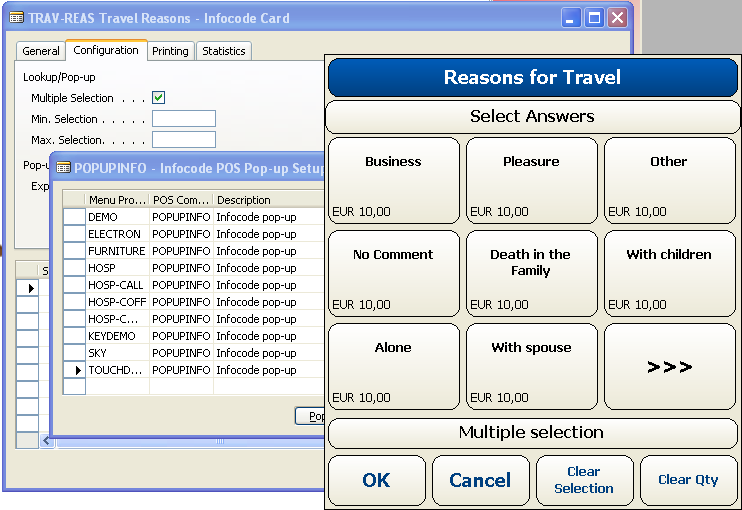 TRAV-REAS Travel Reasons - Infocode Card
General Configuration Printing Statistics
Lookup/Pop-up
Multiple Selection . . . .
Min. Selection . . . . .
Max. Selection. . . . .
Pop-u
Exp
S
POPUPINFO - Infocode POS Pop-up Setup
Menu Pro... POS Com... Description
DEMO POPUPINFO Infocode pop-up
ELECTRON POPUPINFO Infocode pop-up
FURNITURE POPUPINFO Infocode pop-up
HOSP POPUPINFO Infocode pop-up
HOSP-CALL POPUPINFO Infocode pop-up
HOSP-COFF POPUPINFO Infocode pop-up
HOSP-C... POPUPINFO Infocode pop-up
KEYDEMO POPUPINFO Infocode pop-up
SKY POPUPINFO Infocode pop-up
TOUCHD... POPUPINFO Infocode pop-up
Pop
Reasons for Travel
Select Answers
Business Pleasure Other
EUR 10,00 EUR 10,00 EUR 10,00
No Comment Death in the With children
Family
EUR 10,00 EUR 10,00 EUR 10,00
Alone With spouse
>>>
EUR 10,00 EUR 10,00
Multiple selection
OK Cancel Clear Clear Qty
Selection